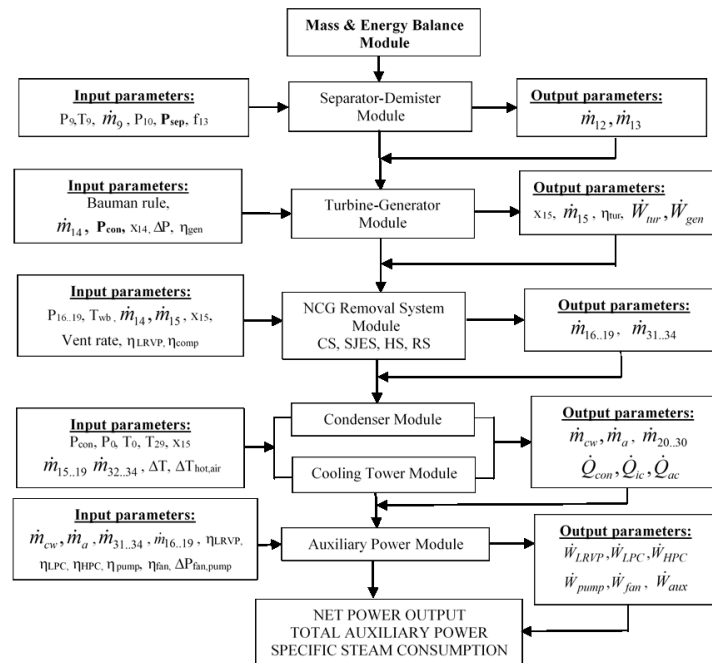 Mass & Energy Balance
Module
Input parameters:
P9,T9, ṁ9 , P10, Psep, f13
Separator-Demister
Module
Output parameters:
ṁ12, ṁ13
Input parameters:
Bauman rule,
ṁ14, Pcon, x14, ΔP, ηgen
Turbine-Generator
Module
Output parameters:
x15, ṁ15, ηtur, Ẇtur, Ẇgen
Input parameters:
P16..19, Twb, ṁ14, ṁ15, x15,
Vent rate, ηLRVP, ηcomp
NCG Removal System
Module
CS, SJES, HS, RS
Output parameters:
ṁ16..19, ṁ31..34
Input parameters:
Pcon, P0, T0, T29, x15
ṁ15..19 ṁ32..34, ΔT, ΔThot,air
Condenser Module
Cooling Tower Module
Output parameters:
ṁcw, ṁa, ṁ20..30
Q̇con, Q̇ic, Q̇ac
Input parameters:
ṁcw, ṁa, ṁ31..34, ṁ16..19, ηLRVP,
ηLPC, ηHPC, ηpump, ηfan, ΔPfan,pump
Auxiliary Power Module
Output parameters:
ẆLRVP, ẆLPC, ẆHPC
Ẇpump, Ẇfan, Ẇaux
NET POWER OUTPUT
TOTAL AUXILIARY POWER
SPECIFIC STEAM CONSUMPTION